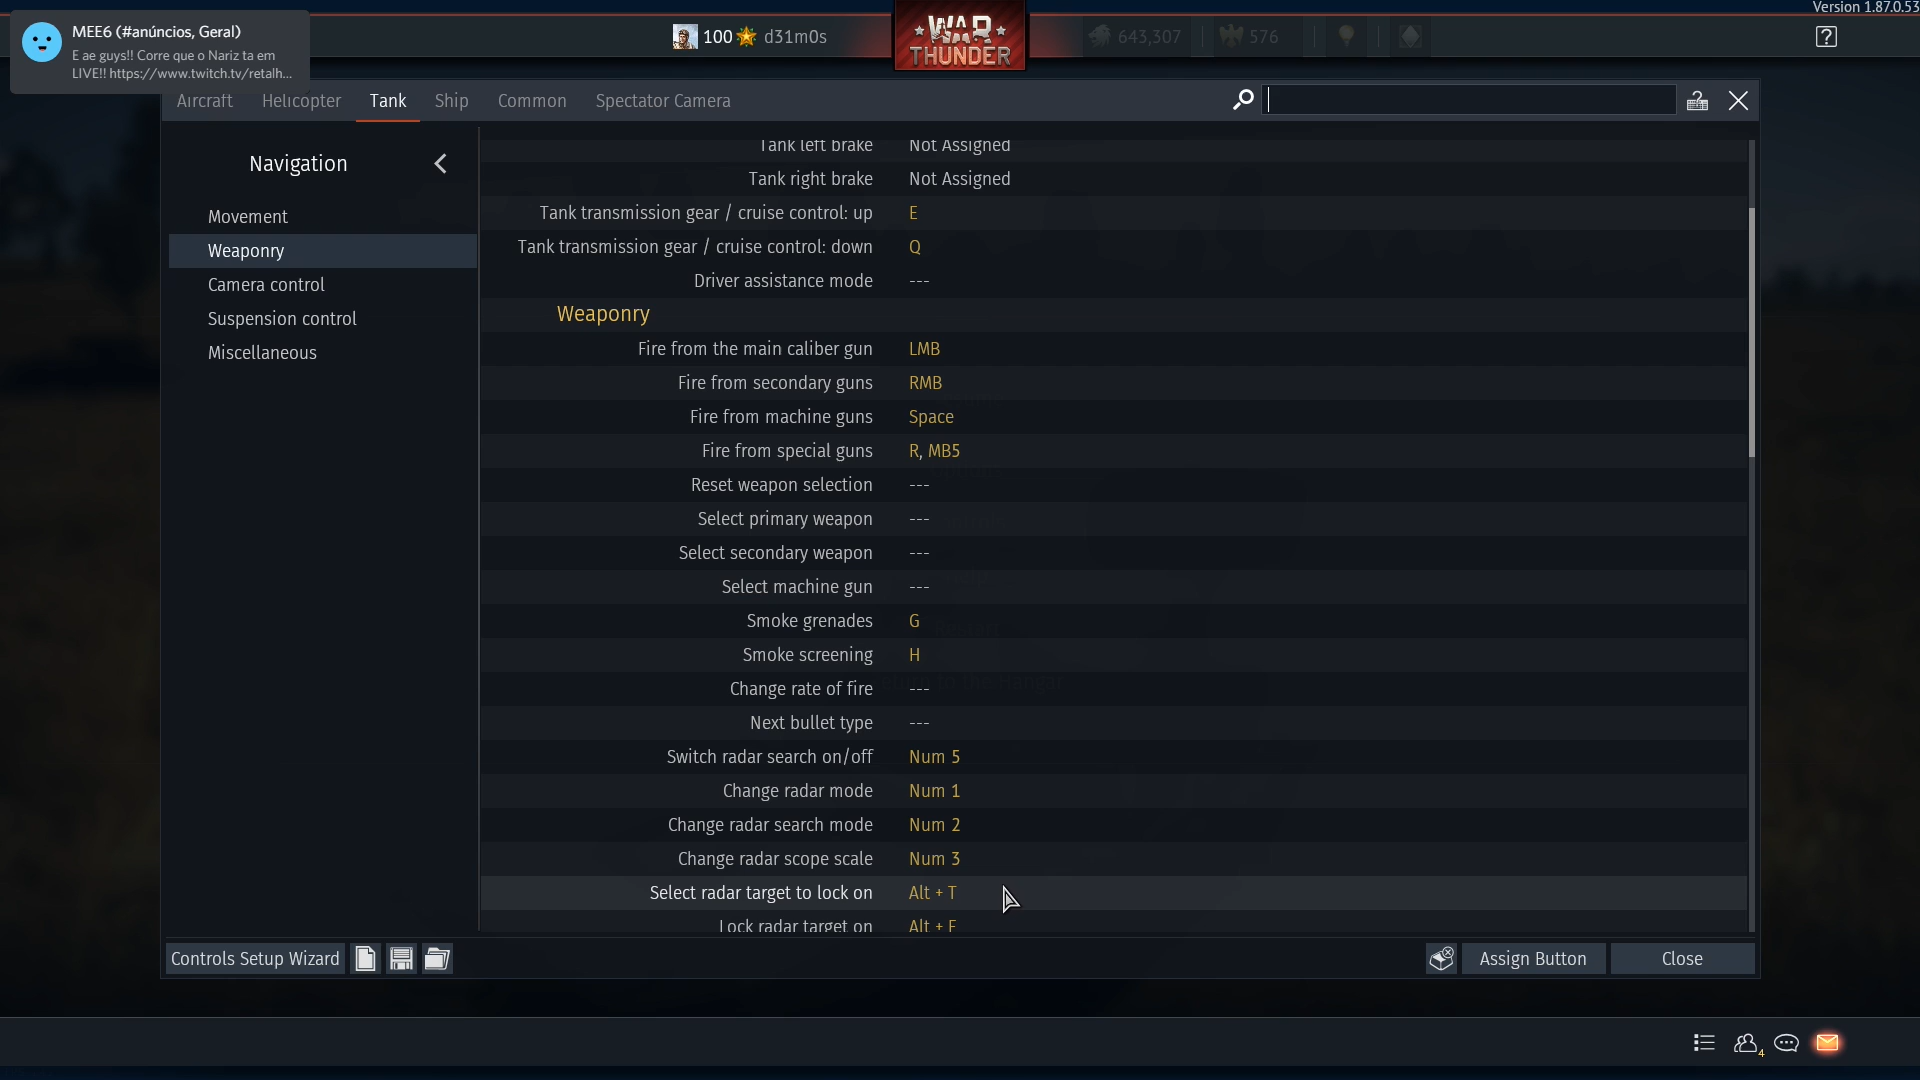 Version 1.87.0.53
MEE6 (#anúncios, Geral)
E ae guys!! Corre que o Nariz ta em
LIVE!! https://www.twitch.tv/retalh...
100 d31m0s
WAR THUNDER
643,307
576
Aircraft
Helicopter
Tank
Ship
Common
Spectator Camera
Navigation
Movement
Weaponry
Camera control
Suspension control
Miscellaneous
Tank left brake Not Assigned
Tank right brake Not Assigned
Tank transmission gear / cruise control: up E
Tank transmission gear / cruise control: down Q
Driver assistance mode ---
Weaponry
Fire from the main caliber gun LMB
Fire from secondary guns RMB
Fire from machine guns Space
Fire from special guns R, MB5
Reset weapon selection ---
Select primary weapon ---
Select secondary weapon ---
Select machine gun ---
Smoke grenades G
Smoke screening H
Change rate of fire ---
Next bullet type ---
Switch radar search on/off Num 5
Change radar mode Num 1
Change radar search mode Num 2
Change radar scope scale Num 3
Select radar target to lock on Alt + T
Lock radar target on Alt + F
Controls Setup Wizard
Assign Button
Close
4